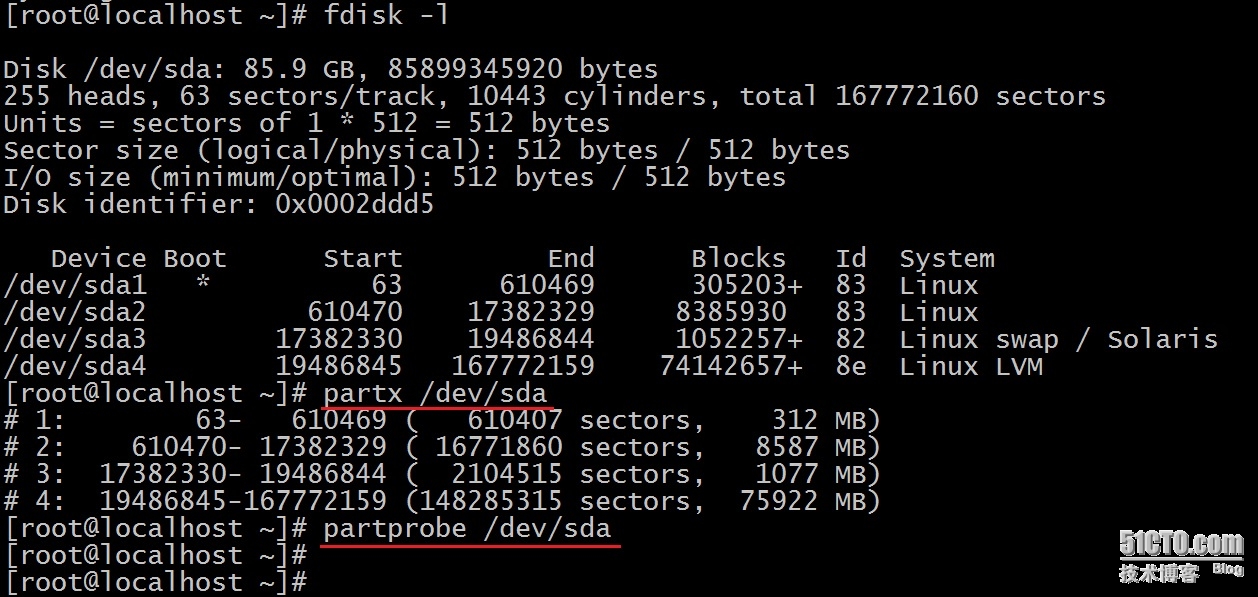 [root@localhost ~]# fdisk -l
Disk /dev/sda: 85.9 GB, 85899345920 bytes
255 heads, 63 sectors/track, 10443 cylinders, total 167772160 sectors
Units = sectors of 1 * 512 = 512 bytes
Sector size (logical/physical): 512 bytes / 512 bytes
I/O size (minimum/optimal): 512 bytes / 512 bytes
Disk identifier: 0x0002ddd5
   Device Boot      Start         End      Blocks   Id  System
/dev/sda1   *          63      610469      305203+  83  Linux
/dev/sda2          610470    17382329     8385930   83  Linux
/dev/sda3        17382330    19486844     1052257+  82  Linux swap / Solaris
/dev/sda4        19486845   167772159    74142657+  8e  Linux LVM
[root@localhost ~]# partx /dev/sda
# 1:        63-   610469 (   610407 sectors,    312 MB)
# 2:    610470- 17382329 ( 16771860 sectors,   8587 MB)
# 3:  17382330- 19486844 (  2104515 sectors,   1077 MB)
# 4:  19486845-167772159 (148285315 sectors,  75922 MB)
[root@localhost ~]# partprobe /dev/sda
[root@localhost ~]#
[root@localhost ~]#
51CTO.com
技术博客 Blog